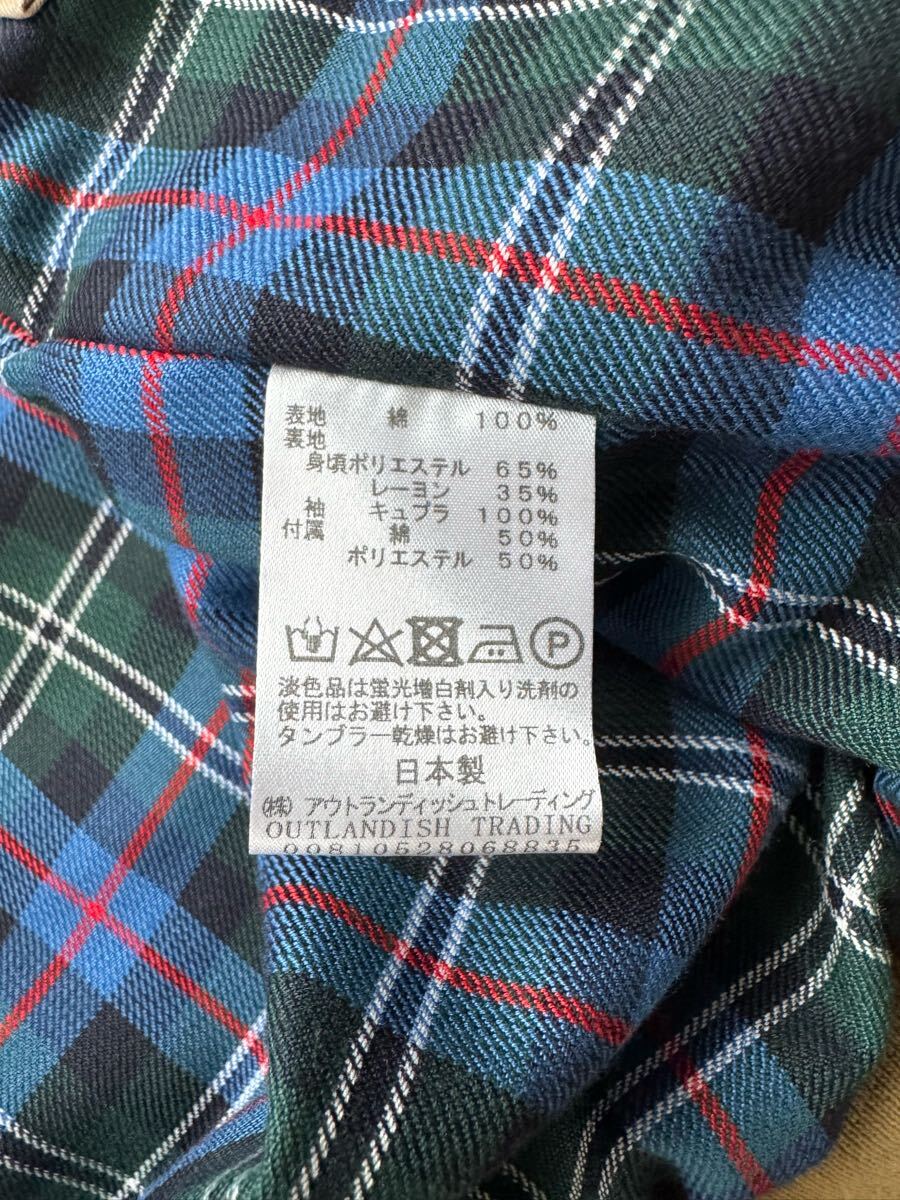 表地 綿 100%
表地
身頃ポリエステル 65%
レーヨン 35%
袖 キュプラ 100%
付属 綿 50%
ポリエステル 50%
P
淡色品は蛍光増白剤入り洗剤の
使用はお避け下さい。
タンブラー乾燥はお避け下さい。
日本製
(株)アウトランディッシュトレーディング
OUTLANDISH TRADING
00810528068835